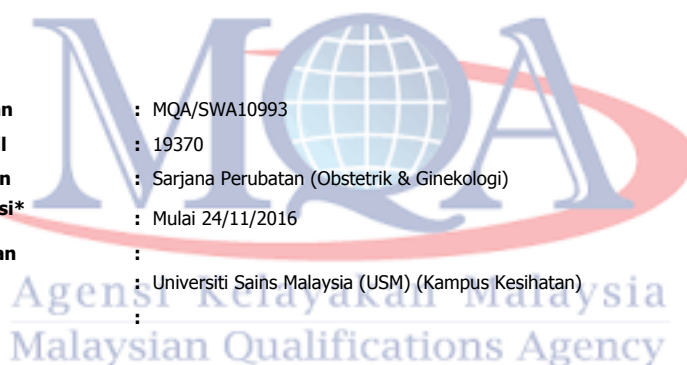 MQA
: MQA/SWA10993
: 19370
: Sarjana Perubatan (Obstetrik & Ginekologi)
si*
: Mulai 24/11/2016
an
:
: Universiti Sains Malaysia (USM) (Kampus Kesihatan)
:
Agensi Kelayakan Malaysia
Malaysian Qualifications Agency